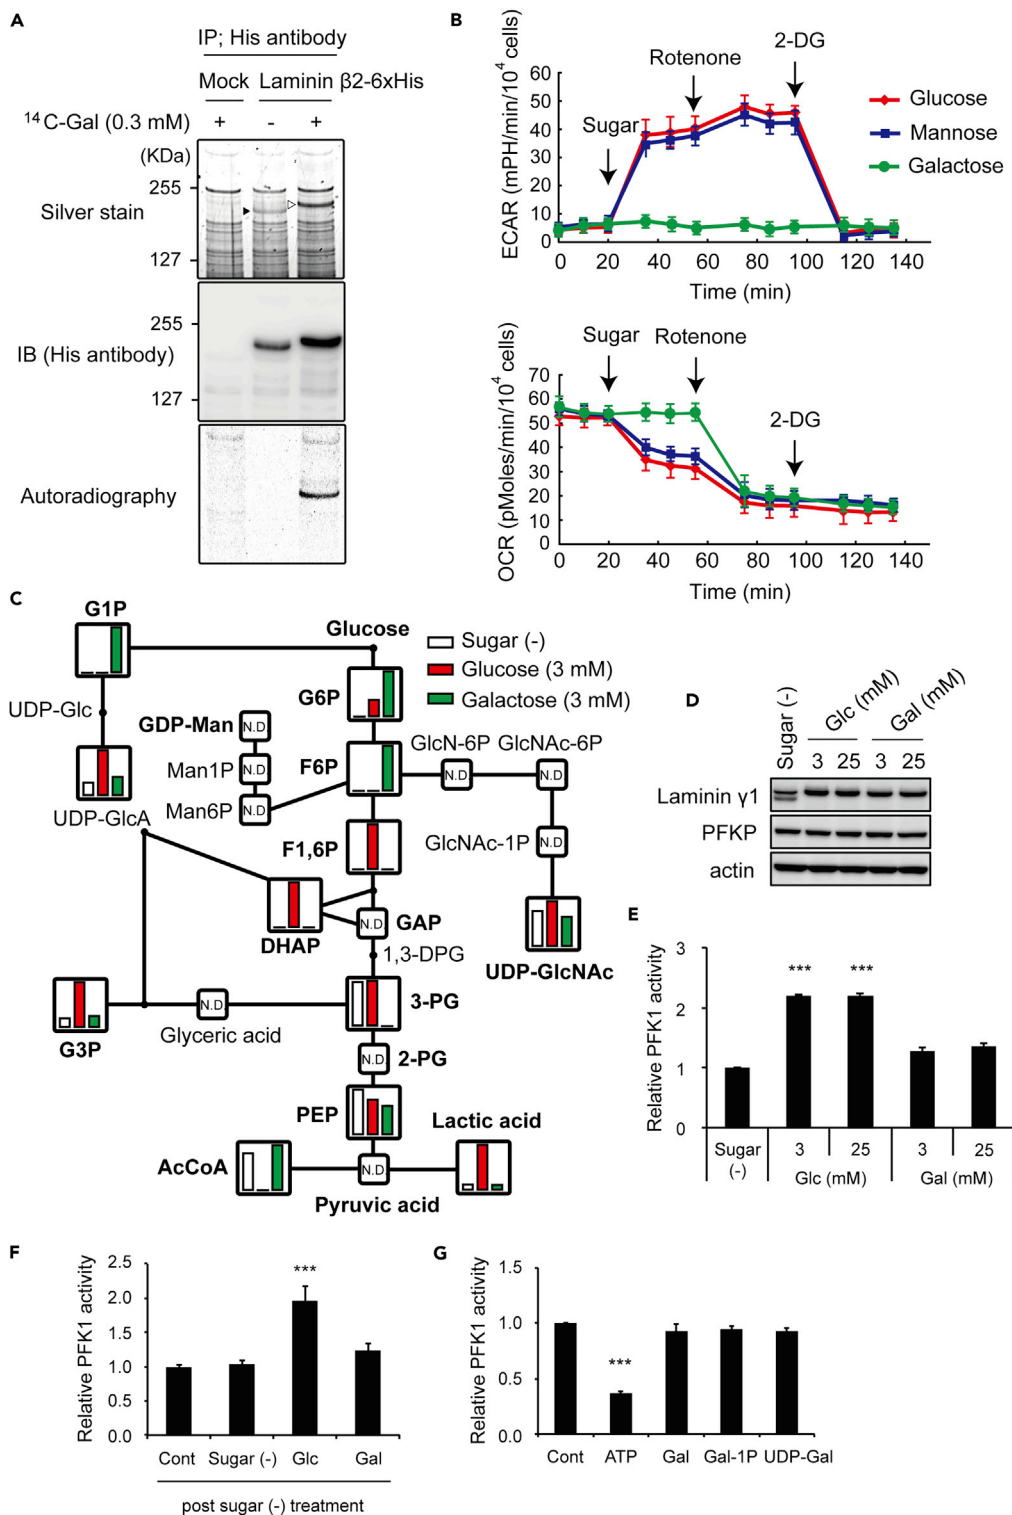 A
IP; His antibody
Mock Laminin β2-6xHis
14C-Gal (0.3 mM) + - +
(KDa)
255
Silver stain
127
255
IB (His antibody)
127
Autoradiography
B
2-DG
Rotenone
Sugar
Glucose
Mannose
Galactose
ECAR (mPH/min/10^4 cells)
60
50
40
30
20
10
0
0 20 40 60 80 100 120 140
Time (min)
Sugar Rotenone
2-DG
OCR (pMoles/min/10^4 cells)
70
60
50
40
30
20
10
0
0 20 40 60 80 100 120 140
Time (min)
C
G1P
Glucose
Sugar (-)
Glucose (3 mM)
Galactose (3 mM)
G6P
UDP-Glc
GDP-Man N.D.
GlcN-6P GlcNAc-6P
Man1P N.D.
F6P
N.D. N.D.
Man6P N.D.
UDP-GlcA
F1,6P
GlcNAc-1P N.D.
DHAP
N.D. GAP
1,3-DPG
UDP-GlcNAc
3-PG
N.D.
Glyceric acid
G3P
N.D. 2-PG
PEP
Lactic acid
AcCoA
N.D.
Pyruvic acid
D
Sugar (-)
Glc (mM)
Gal (mM)
3 25 3 25
Laminin γ1
PFKP
actin
E
Relative PFK1 activity
3
2
1
0
*** ***
Sugar (-)
3 25 3 25
Glc (mM) Gal (mM)
F
Relative PFK1 activity
2.5
2.0
1.5
1.0
0.5
0.0
***
Cont Sugar (-) Glc Gal
post sugar (-) treatment
G
Relative PFK1 activity
1.5
1.0
0.5
0.0
***
Cont ATP Gal Gal-1P UDP-Gal